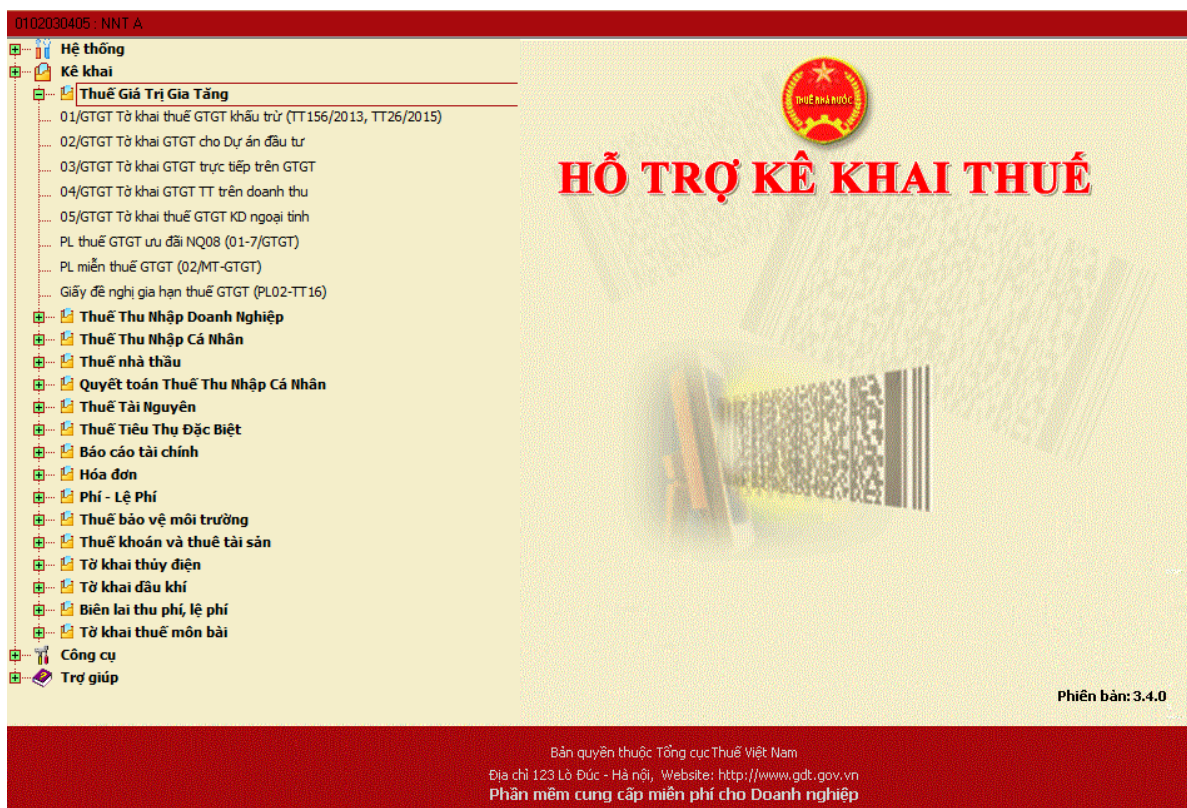 0102030405 : NNT A
Hệ thống
Kê khai
Thuế Giá Trị Gia Tăng
01/GTGT Tờ khai thuế GTGT khấu trừ (TT156/2013, TT26/2015)
02/GTGT Tờ khai GTGT cho Dự án đầu tư
03/GTGT Tờ khai GTGT trực tiếp trên GTGT
04/GTGT Tờ khai GTGT TT trên doanh thu
05/GTGT Tờ khai thuế GTGT KD ngoại tỉnh
PL thuế GTGT ưu đãi NQ08 (01-7/GTGT)
PL miễn thuế GTGT (02/MT-GTGT)
Giấy đề nghị gia hạn thuế GTGT (PL02-TT16)
Thuế Thu Nhập Doanh Nghiệp
Thuế Thu Nhập Cá Nhân
Thuế nhà thầu
Quyết toán Thuế Thu Nhập Cá Nhân
Thuế Tài Nguyên
Thuế Tiêu Thụ Đặc Biệt
Báo cáo tài chính
Hóa đơn
Phí - Lệ Phí
Thuế bảo vệ môi trường
Thuế khoán và thuê tài sản
Tờ khai thủy điện
Tờ khai dầu khí
Biên lai thu phí, lệ phí
Tờ khai thuế môn bài
Công cụ
Trợ giúp
THUẾ NHÀ NƯỚC
HỖ TRỢ KÊ KHAI THUẾ
Phiên bản: 3.4.0
Bản quyền thuộc Tổng cục Thuế Việt Nam
Địa chỉ 123 Lò Đúc - Hà nội, Website: http://www.gdt.gov.vn
Phần mềm cung cấp miễn phí cho Doanh nghiệp